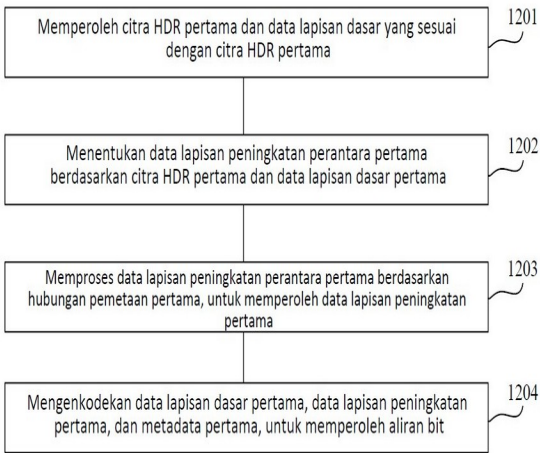 Memperoleh citra HDR pertama dan data lapisan dasar yang sesuai
dengan citra HDR pertama
1201
Menentukan data lapisan peningkatan perantara pertama
berdasarkan citra HDR pertama dan data lapisan dasar pertama
1202
Memproses data lapisan peningkatan perantara pertama berdasarkan
hubungan pemetaan pertama, untuk memperoleh data lapisan peningkatan
pertama
1203
Mengenkodekan data lapisan dasar pertama, data lapisan peningkatan
pertama, dan metadata pertama, untuk memperoleh aliran bit
1204